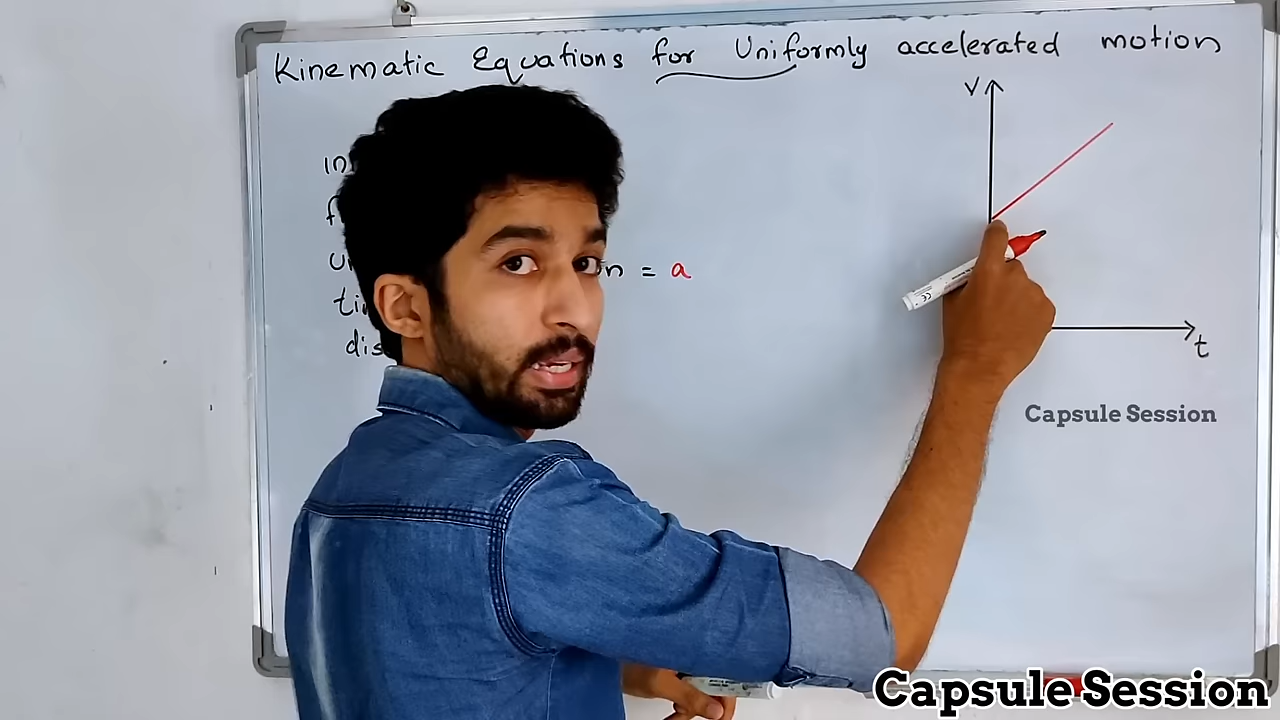 Kinematic Equations for Uniformly accelerated motion
V
= a
t
Capsule Session
Capsule Session